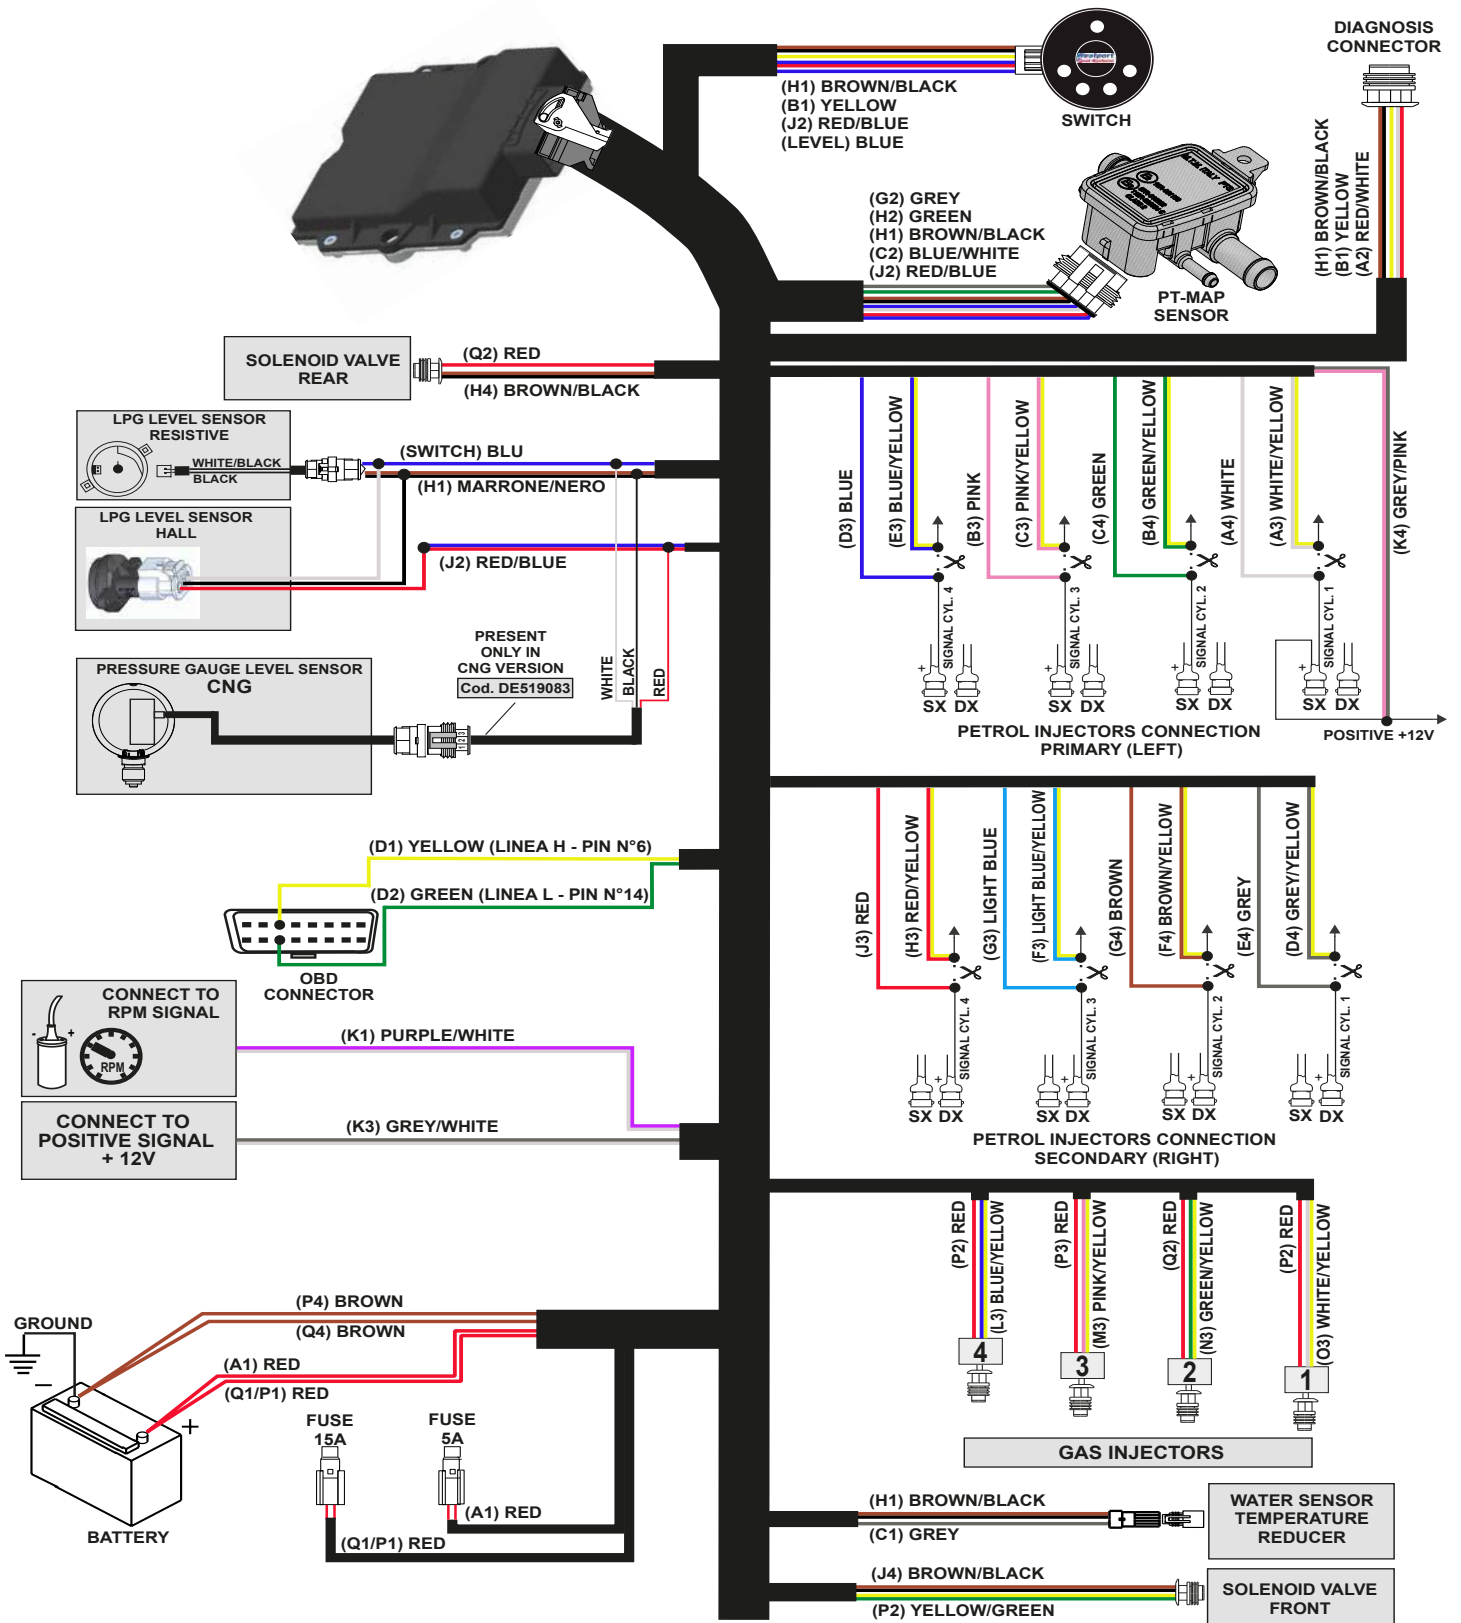 DIAGNOSIS
CONNECTOR
Westport
(H1) BROWN/BLACK
(B1) YELLOW
(J2) RED/BLUE
(LEVEL) BLUE
SWITCH
(H1) BROWN/BLACK
(B1) YELLOW
(A2) RED/WHITE
(G2) GREY
(H2) GREEN
(H1) BROWN/BLACK
(C2) BLUE/WHITE
(J2) RED/BLUE
PT-MAP
SENSOR
SOLENOID VALVE
REAR
(Q2) RED
(H4) BROWN/BLACK
LPG LEVEL SENSOR
RESISTIVE
WHITE/BLACK
BLACK
(SWITCH) BLU
(H1) MARRONE/NERO
LPG LEVEL SENSOR
HALL
(J2) RED/BLUE
PRESENT
ONLY IN
CNG VERSION
Cod. DE519083
WHITE
BLACK
RED
PRESSURE GAUGE LEVEL SENSOR
CNG
1 2 3
(D3) BLUE
(E3) BLUE/YELLOW
(B3) PINK
(C3) PINK/YELLOW
(C4) GREEN
(B4) GREEN/YELLOW
(A4) WHITE
(A3) WHITE/YELLOW
(K4) GREY/PINK
SIGNAL CYL. 4
SIGNAL CYL. 3
SIGNAL CYL. 2
SIGNAL CYL. 1
+ + + +
SX DX SX DX SX DX SX DX
PETROL INJECTORS CONNECTION
PRIMARY (LEFT)
POSITIVE +12V
(D1) YELLOW (LINEA H - PIN N°6)
(D2) GREEN (LINEA L - PIN N°14)
OBD
CONNECTOR
(J3) RED
(H3) RED/YELLOW
(G3) LIGHT BLUE
(F3) LIGHT BLUE/YELLOW
(G4) BROWN
(F4) BROWN/YELLOW
(E4) GREY
(D4) GREY/YELLOW
SIGNAL CYL. 4
SIGNAL CYL. 3
SIGNAL CYL. 2
SIGNAL CYL. 1
+ + + +
SX DX SX DX SX DX SX DX
PETROL INJECTORS CONNECTION
SECONDARY (RIGHT)
CONNECT TO
RPM SIGNAL
- +
RPM
(K1) PURPLE/WHITE
CONNECT TO
POSITIVE SIGNAL
+ 12V
(K3) GREY/WHITE
(P2) RED
(L3) BLUE/YELLOW
(P3) RED
(M3) PINK/YELLOW
(Q2) RED
(N3) GREEN/YELLOW
(P2) RED
(O3) WHITE/YELLOW
4
3
2
1
GAS INJECTORS
GROUND
(P4) BROWN
(Q4) BROWN
(A1) RED
(Q1/P1) RED
−
+
BATTERY
FUSE
15A
FUSE
5A
(A1) RED
(Q1/P1) RED
(H1) BROWN/BLACK
(C1) GREY
WATER SENSOR
TEMPERATURE
REDUCER
(J4) BROWN/BLACK
(P2) YELLOW/GREEN
SOLENOID VALVE
FRONT